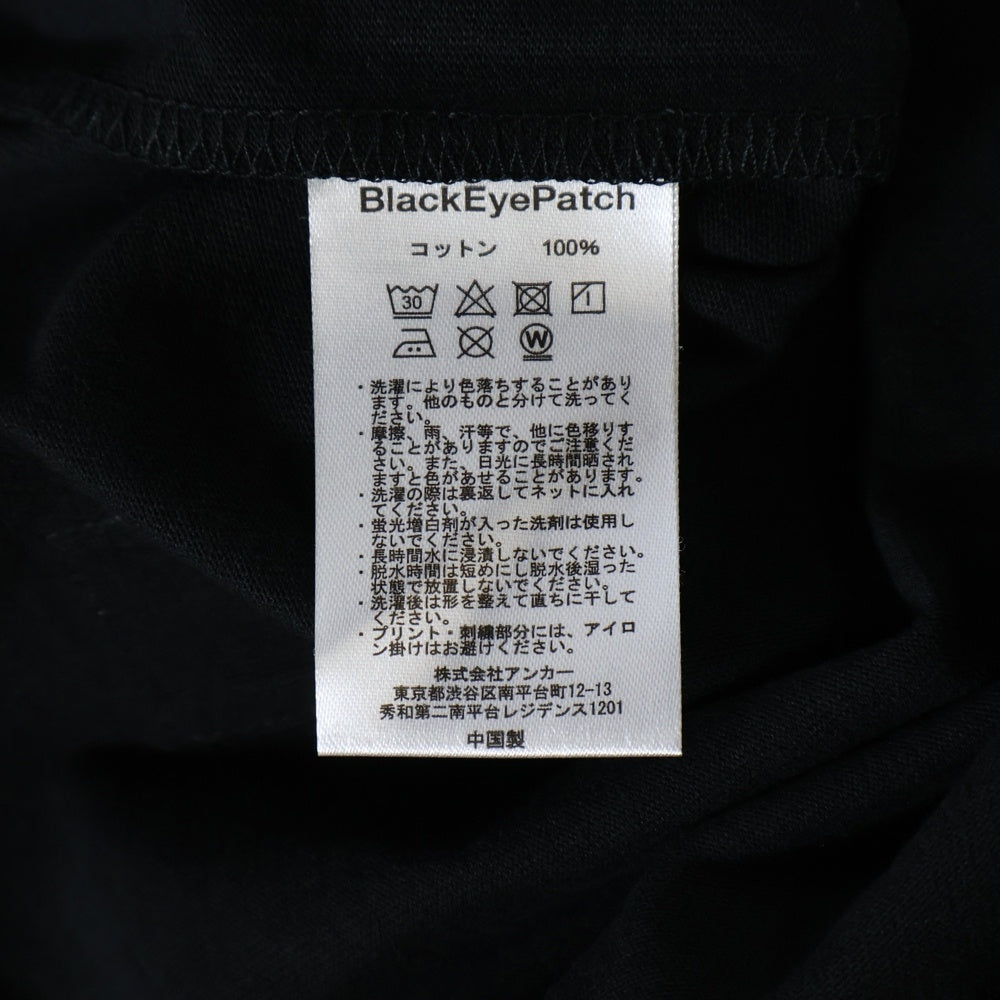 BlackEyePatch
コットン 100%
30
W
・洗濯により色落ちすることがあり
ます。他のものと分けて洗ってく
ださい。
・摩擦、雨、汗等で、他に色移りす
ることがありますのでご注意くだ
さい。また、日光に長時間晒され
ますと色があせることがあります。
・洗濯の際は裏返してネットに入れ
てください。
・蛍光増白剤が入った洗剤は使用し
ないでください。
・長時間水に浸漬しないでください。
・脱水時間は短めにし脱水後湿った
状態で放置しないでください。
・洗濯後は形を整えて直ちに干して
ください。
・プリント・刺繍部分には、アイロ
ン掛けはお避けください。
株式会社アンカー
東京都渋谷区南平台町12-13
秀和第二南平台レジデンス1201
中国製